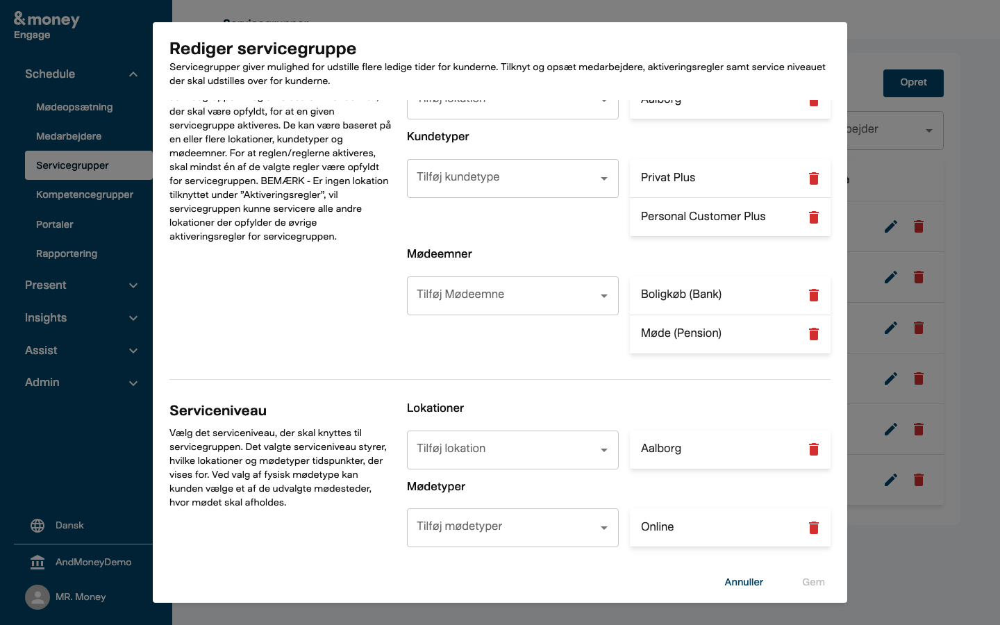 &money
Engage
Schedule
Mødeopsætning
Medarbejdere
Servicegrupper
Kompetencegrupper
Portaler
Rapportering
Present
Insights
Assist
Admin
Dansk
AndMoneyDemo
MR. Money
Servicegrupper
Opret
Rediger servicegruppe
Servicegrupper giver mulighed for udstille flere ledige tider for kunderne. Tilknyt og opsæt medarbejdere, aktiveringsregler samt service niveauet
der skal udstilles over for kunderne.
der skal være opfyldt, for at en given
servicegruppe aktiveres. De kan være baseret på
en eller flere lokationer, kundetyper og
mødeemner. For at reglen/reglerne aktiveres,
skal mindst én af de valgte regler være opfyldt
for servicegruppen. BEMÆRK - Er ingen lokation
tilknyttet under ”Aktiveringsregler”, vil
servicegruppen kunne servicere alle andre
lokationer der opfylder de øvrige
aktiveringsregler for servicegruppen.
Tilføj lokation
Aalborg
Kundetyper
Tilføj kundetype
Privat Plus
Personal Customer Plus
Mødeemner
Tilføj Mødeemne
Boligkøb (Bank)
Møde (Pension)
Serviceniveau
Vælg det serviceniveau, der skal knyttes til
servicegruppen. Det valgte serviceniveau styrer,
hvilke lokationer og mødetyper tidspunkter, der
vises for. Ved valg af fysisk mødetype kan
kunden vælge et af de udvalgte mødesteder,
hvor mødet skal afholdes.
Lokationer
Tilføj lokation
Aalborg
Mødetyper
Tilføj mødetyper
Online
Annuller
Gem